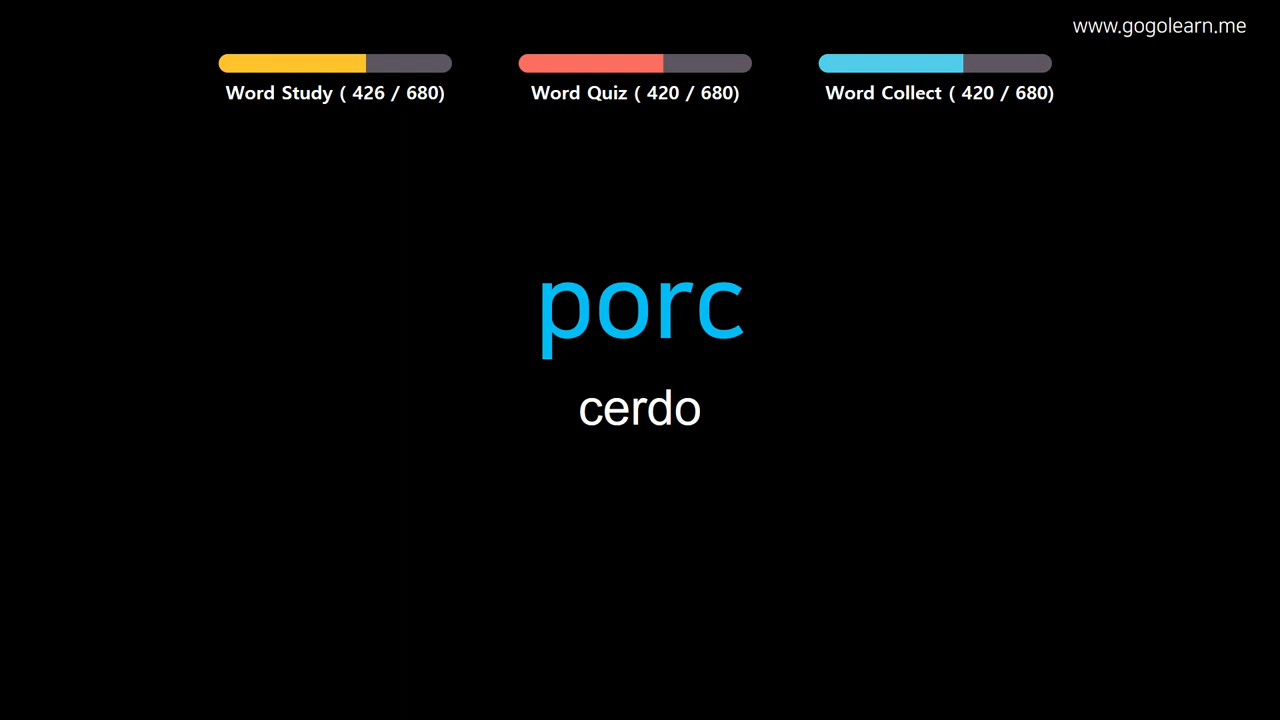 www.gogolearn.me
Word Study ( 426 / 680)
Word Quiz ( 420 / 680)
Word Collect ( 420 / 680)
porc
cerdo